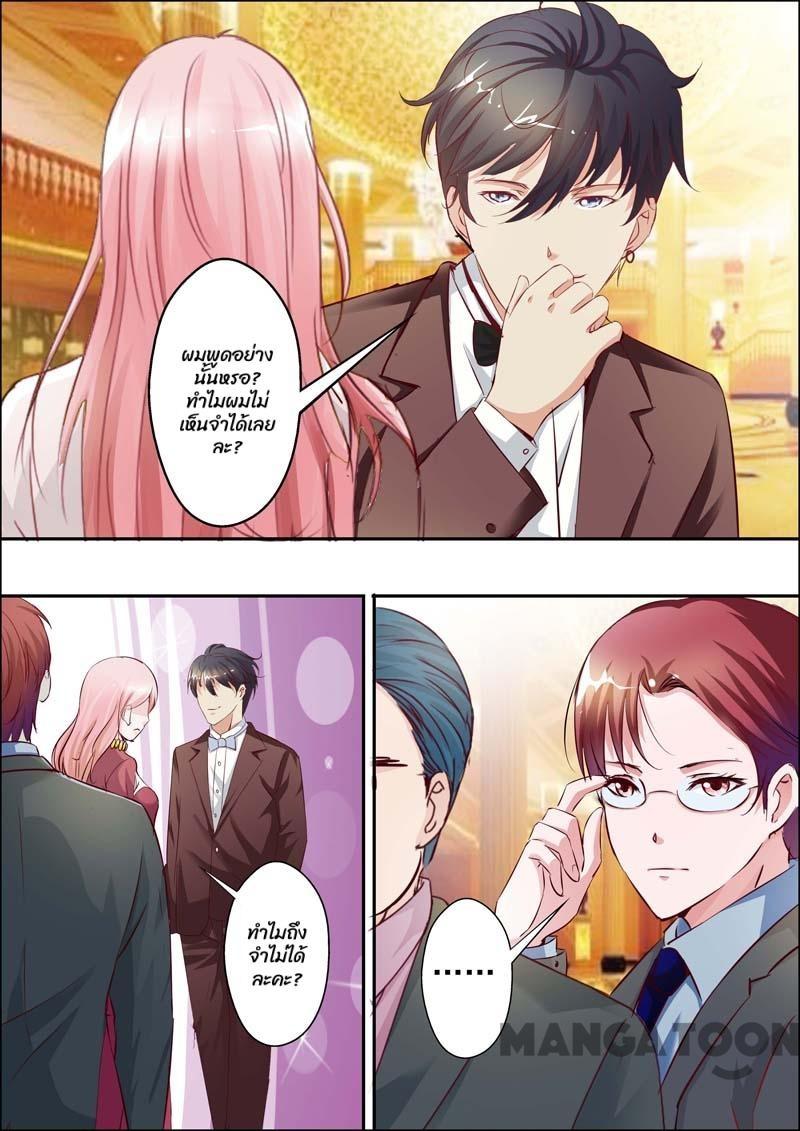 ผมพูดอย่าง
นั้นหรอ?
ทำไมผมไม่
เห็นจำได้เลย
ละ?
ทำไมถึง
จำไม่ได้
ละคะ?
......
MANGATOON